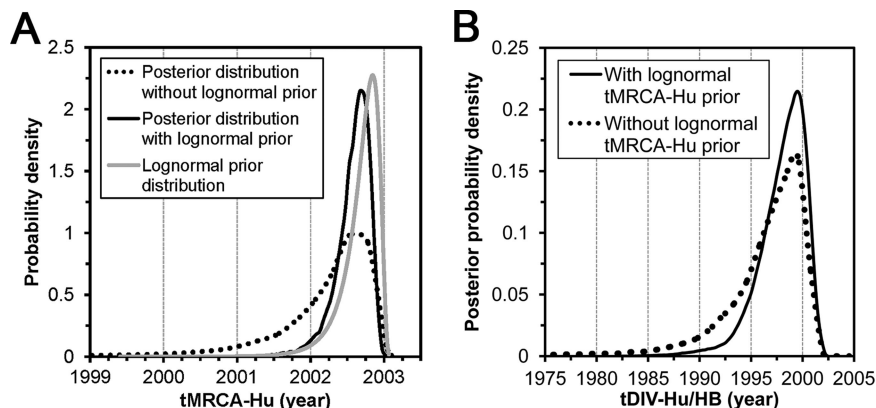 A
Probability density
2.5
2
1.5
1
0.5
0
Posterior distribution
without lognormal prior
Posterior distribution
with lognormal prior
Lognormal prior
distribution
1999 2000 2001 2002 2003
tMRCA-Hu (year)
B
Posterior probability density
0.25
0.2
0.15
0.1
0.05
0
With lognormal
tMRCA-Hu prior
Without lognormal
tMRCA-Hu prior
1975 1980 1985 1990 1995 2000 2005
tDIV-Hu/HB (year)